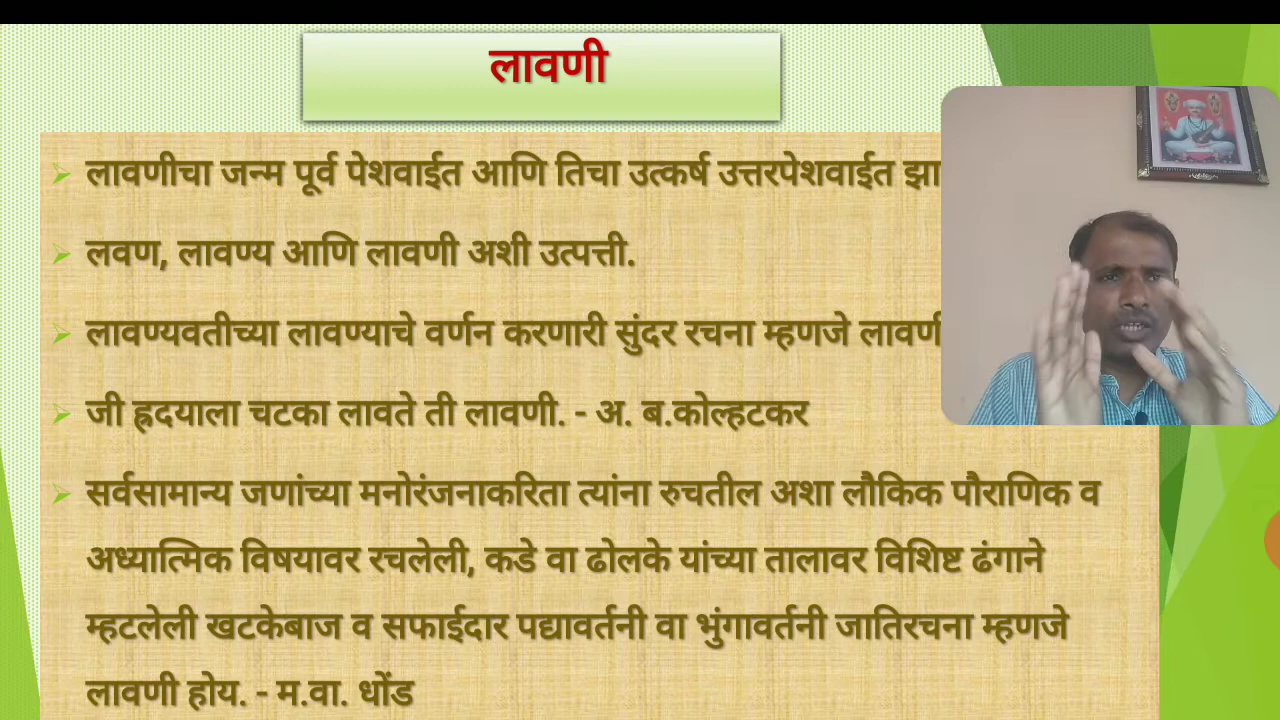 लावणी
लावणीचा जन्म पूर्व पेशवाईत आणि तिचा उत्कर्ष उत्तरपेशवाईत
लवण, लावण्य आणि लावणी अशी उत्पत्ती.
लावण्यवतीच्या लावण्याचे वर्णन करणारी सुंदर रचना म्हणजे लावणी
जी ह्रदयाला चटका लावते ती लावणी. - अ. ब.कोल्हटकर
सर्वसामान्य जणांच्या मनोरंजनाकरिता त्यांना रुचतील अशा लौकिक पौराणिक व
अध्यात्मिक विषयावर रचलेली, कडे वा ढोलके यांच्या तालावर विशिष्ट ढंगाने
म्हटलेली खटकेबाज व सफाईदार पद्यावर्तनी वा भुंगावर्तनी जातिरचना म्हणजे
लावणी होय. - म.वा. धोंड